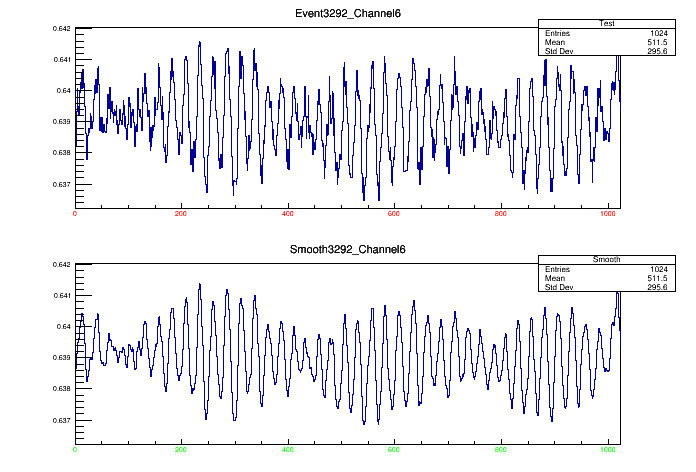 Event3292_Channel6
Test
Entries 1024
Mean 511.5
Std Dev 295.6
0.642
0.641
0.64
0.639
0.638
0.637
0 200 400 600 800 1000
Smooth3292_Channel6
Smooth
Entries 1024
Mean 511.5
Std Dev 295.6
0.642
0.641
0.64
0.639
0.638
0.637
0 200 400 600 800 1000